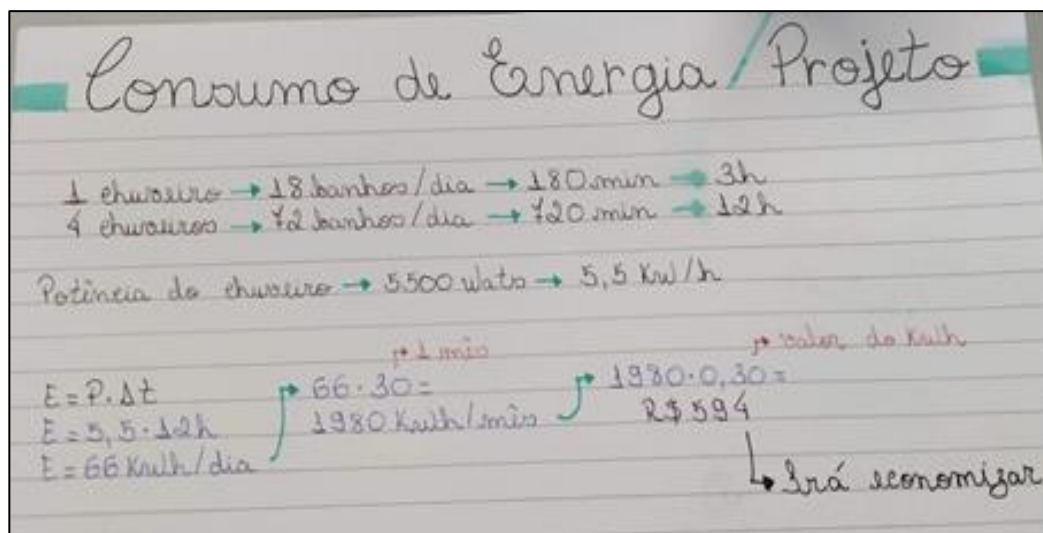 Consumo de Energia / Projeto
1 chuveiro → 18 banhos/dia → 180 min → 3h
4 chuveiros → 72 banhos/dia → 720 min → 12h
Potência do chuveiro → 5500 watts → 5,5 Kw/h
↱ 1 mês
↱ valor do Kwh
E = P.Δt
66 · 30 =
1980 · 0,30 =
E = 5,5 · 12h
1980 Kwh/mês
R$ 594
E = 66 Kwh/dia
↳ Irá economizar